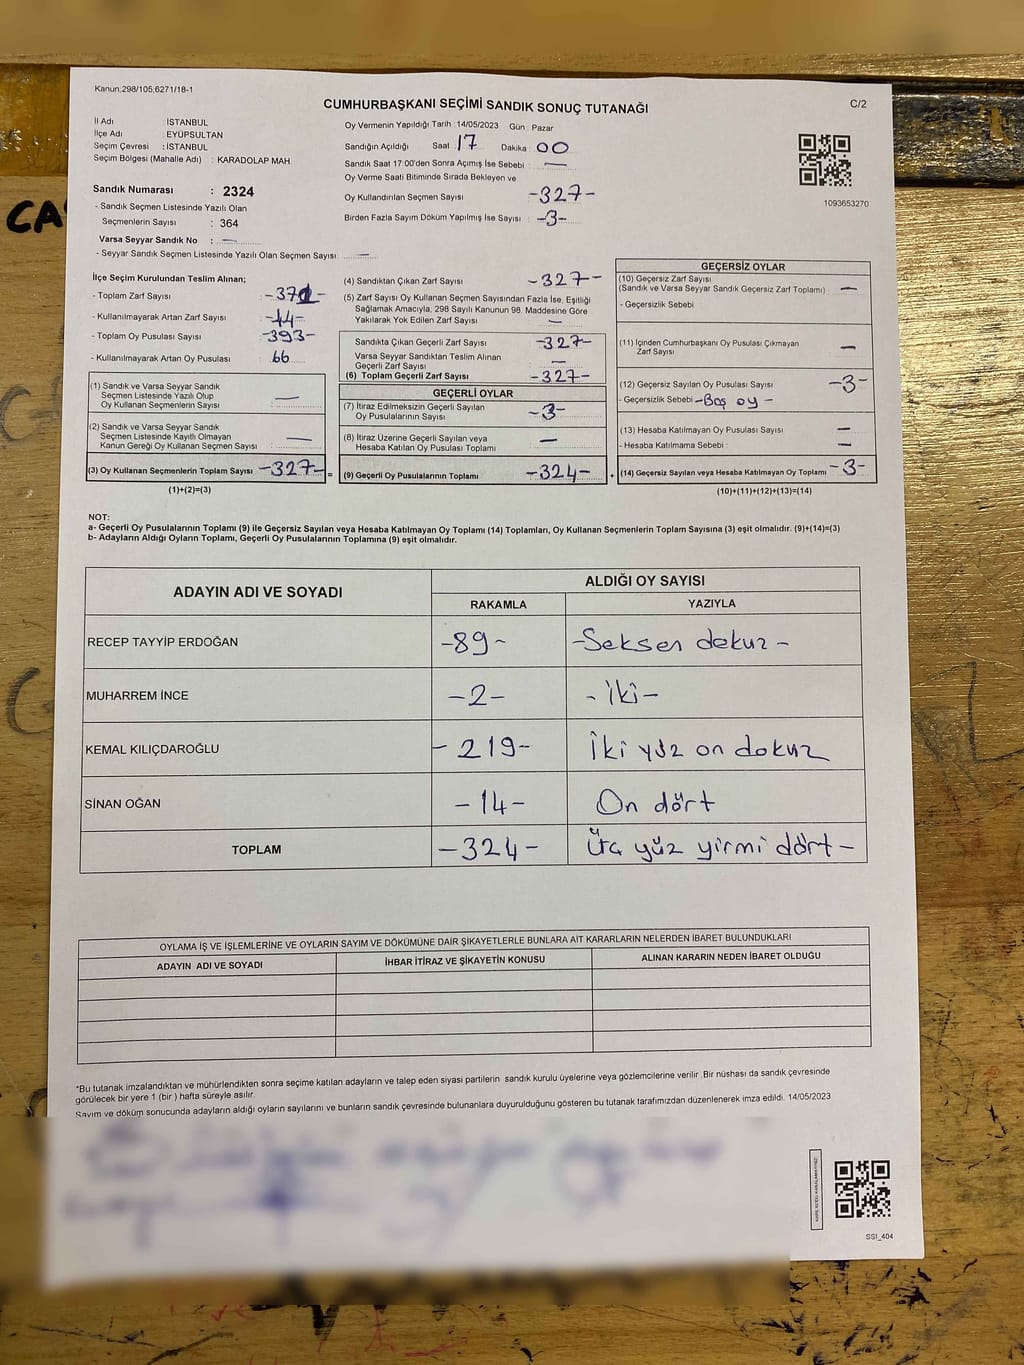 Kanun,298/105,6271/18-1
CUMHURBAŞKANI SEÇİMİ SANDIK SONUÇ TUTANAĞI
C/2
İl Adı : İSTANBUL
İlçe Adı : EYÜPSULTAN
Seçim Çevresi : İSTANBUL
Seçim Bölgesi (Mahalle Adı) : KARADOLAP MAH.
Sandık Numarası : 2324
- Sandık Seçmen Listesinde Yazılı Olan
Seçmenlerin Sayısı : 364
Varsa Seyyar Sandık No : —
- Seyyar Sandık Seçmen Listesinde Yazılı Olan Seçmen Sayısı —
Oy Vermenin Yapıldığı Tarih : 14/05/2023 Gün : Pazar
Sandığın Açıldığı Saat 17 Dakika 00
Sandık Saat 17:00'den Sonra Açımış İse Sebebi : —
Oy Verme Saati Bitiminde Sırada Bekleyen ve
Oy Kullandırılan Seçmen Sayısı -327-
Birden Fazla Sayım Döküm Yapılmış İse Sayısı -3-
1093653270
İlçe Seçim Kurulundan Teslim Alınan;
- Toplam Zarf Sayısı
- Kullanılmayarak Artan Zarf Sayısı -44-
- Toplam Oy Pusulası Sayısı -393-
- Kullanılmayarak Artan Oy Pusulası 66
(1) Sandık ve Varsa Seyyar Sandık
Seçmen Listesinde Yazılı Olup
Oy Kullanan Seçmenlerin Sayısı —
(2) Sandık ve Varsa Seyyar Sandık
Seçmen Listesinde Kayıtlı Olmayan
Kanun Gereği Oy Kullanan Seçmen Sayısı —
(3) Oy Kullanan Seçmenlerin Toplam Sayısı -327- =
(1)+(2)=(3)
(4) Sandıktan Çıkan Zarf Sayısı -327-
(5) Zarf Sayısı Oy Kullanan Seçmen Sayısından Fazla İse, Eşitliği
Sağlamak Amacıyla, 298 Sayılı Kanunun 98. Maddesine Göre
Yakılarak Yok Edilen Zarf Sayısı —
Sandıkta Çıkan Geçerli Zarf Sayısı -327-
Varsa Seyyar Sandıktan Teslim Alınan
Geçerli Zarf Sayısı —
(6) Toplam Geçerli Zarf Sayısı -327-
GEÇERLİ OYLAR
(7) İtiraz Edilmeksizin Geçerli Sayılan
Oy Pusulalarının Sayısı -3-
(8) İtiraz Üzerine Geçerli Sayılan veya
Hesaba Katılan Oy Pusulaları Toplamı —
(9) Geçerli Oy Pusulalarının Toplamı -324- +
GEÇERSİZ OYLAR
(10) Geçersiz Zarf Sayısı
(Sandık ve Varsa Seyyar Sandık Geçersiz Zarf Toplamı) : —
- Geçersizlik Sebebi
(11) İçinden Cumhurbaşkanı Oy Pusulası Çıkmayan
Zarf Sayısı —
(12) Geçersiz Sayılan Oy Pusulası Sayısı -3-
- Geçersizlik Sebebi -Boş oy -
(13) Hesaba Katılmayan Oy Pusulası Sayısı —
- Hesaba Katılmama Sebebi : —
(14) Geçersiz Sayılan veya Hesaba Katılmayan Oy Toplamı -3-
(10)+(11)+(12)+(13)=(14)
NOT:
a- Geçerli Oy Pusulalarının Toplamı (9) ile Geçersiz Sayılan veya Hesaba Katılmayan Oy Toplamı (14) Toplamları, Oy Kullanan Seçmenlerin Toplam Sayısına (3) eşit olmalıdır. (9)+(14)=(3)
b- Adayların Aldığı Oyların Toplamı, Geçerli Oy Pusulalarının Toplamına (9) eşit olmalıdır.
ADAYIN ADI VE SOYADI
ALDIĞI OY SAYISI
RAKAMLA YAZIYLA
RECEP TAYYİP ERDOĞAN -89- -Seksen dokuz -
MUHARREM İNCE -2- - iki-
KEMAL KILIÇDAROĞLU - 219- İki yüz on dokuz
SİNAN OĞAN -14- On dört
TOPLAM -324- Üç yüz yirmi dört -
OYLAMA İŞ VE İŞLEMLERİNE VE OYLARIN SAYIM VE DÖKÜMÜNE DAİR ŞİKAYETLERLE BUNLARA AİT KARARLARIN NELERDEN İBARET BULUNDUKLARI
ADAYIN ADI VE SOYADI İHBAR İTİRAZ VE ŞİKAYETİN KONUSU ALINAN KARARIN NEDEN İBARET OLDUĞU
*Bu tutanak imzalandıktan ve mühürlendikten sonra seçime katılan adayların ve talep eden siyasi partilerin sandık kurulu üyelerine veya gözlemcilerine verilir .Bir nüshası da sandık çevresinde
görülecek bir yere 1 (bir ) hafta süreyle asılır.
Sayım ve döküm sonucunda adayların aldığı oyların sayılarını ve bunların sandık çevresinde bulunanlara duyurulduğunu gösteren bu tutanak tarafımızdan düzenlenerek imza edildi. 14/05/2023
SSI_404